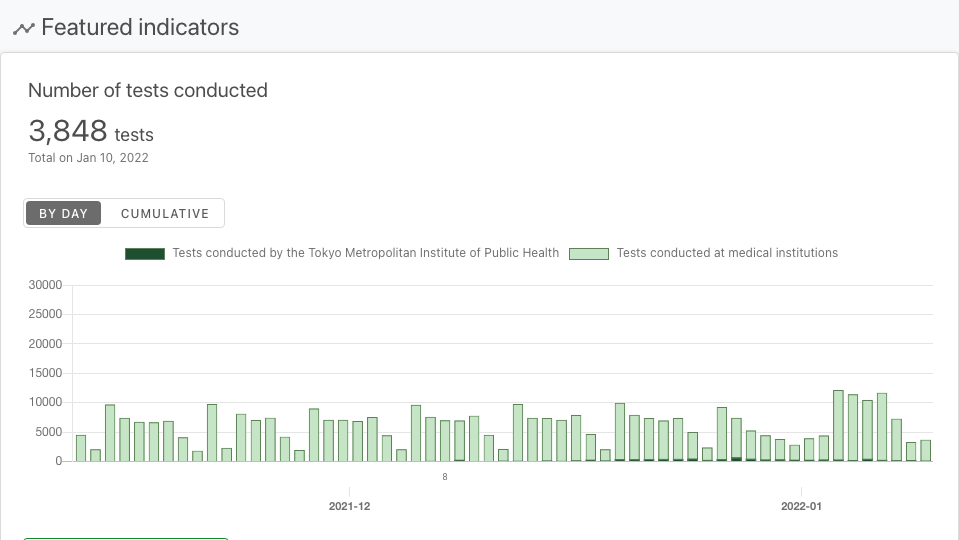 Featured indicators
Number of tests conducted
3,848 tests
Total on Jan 10, 2022
BY DAY CUMULATIVE
Tests conducted by the Tokyo Metropolitan Institute of Public Health Tests conducted at medical institutions
30000
25000
20000
15000
10000
5000
0
8
2021-12 2022-01